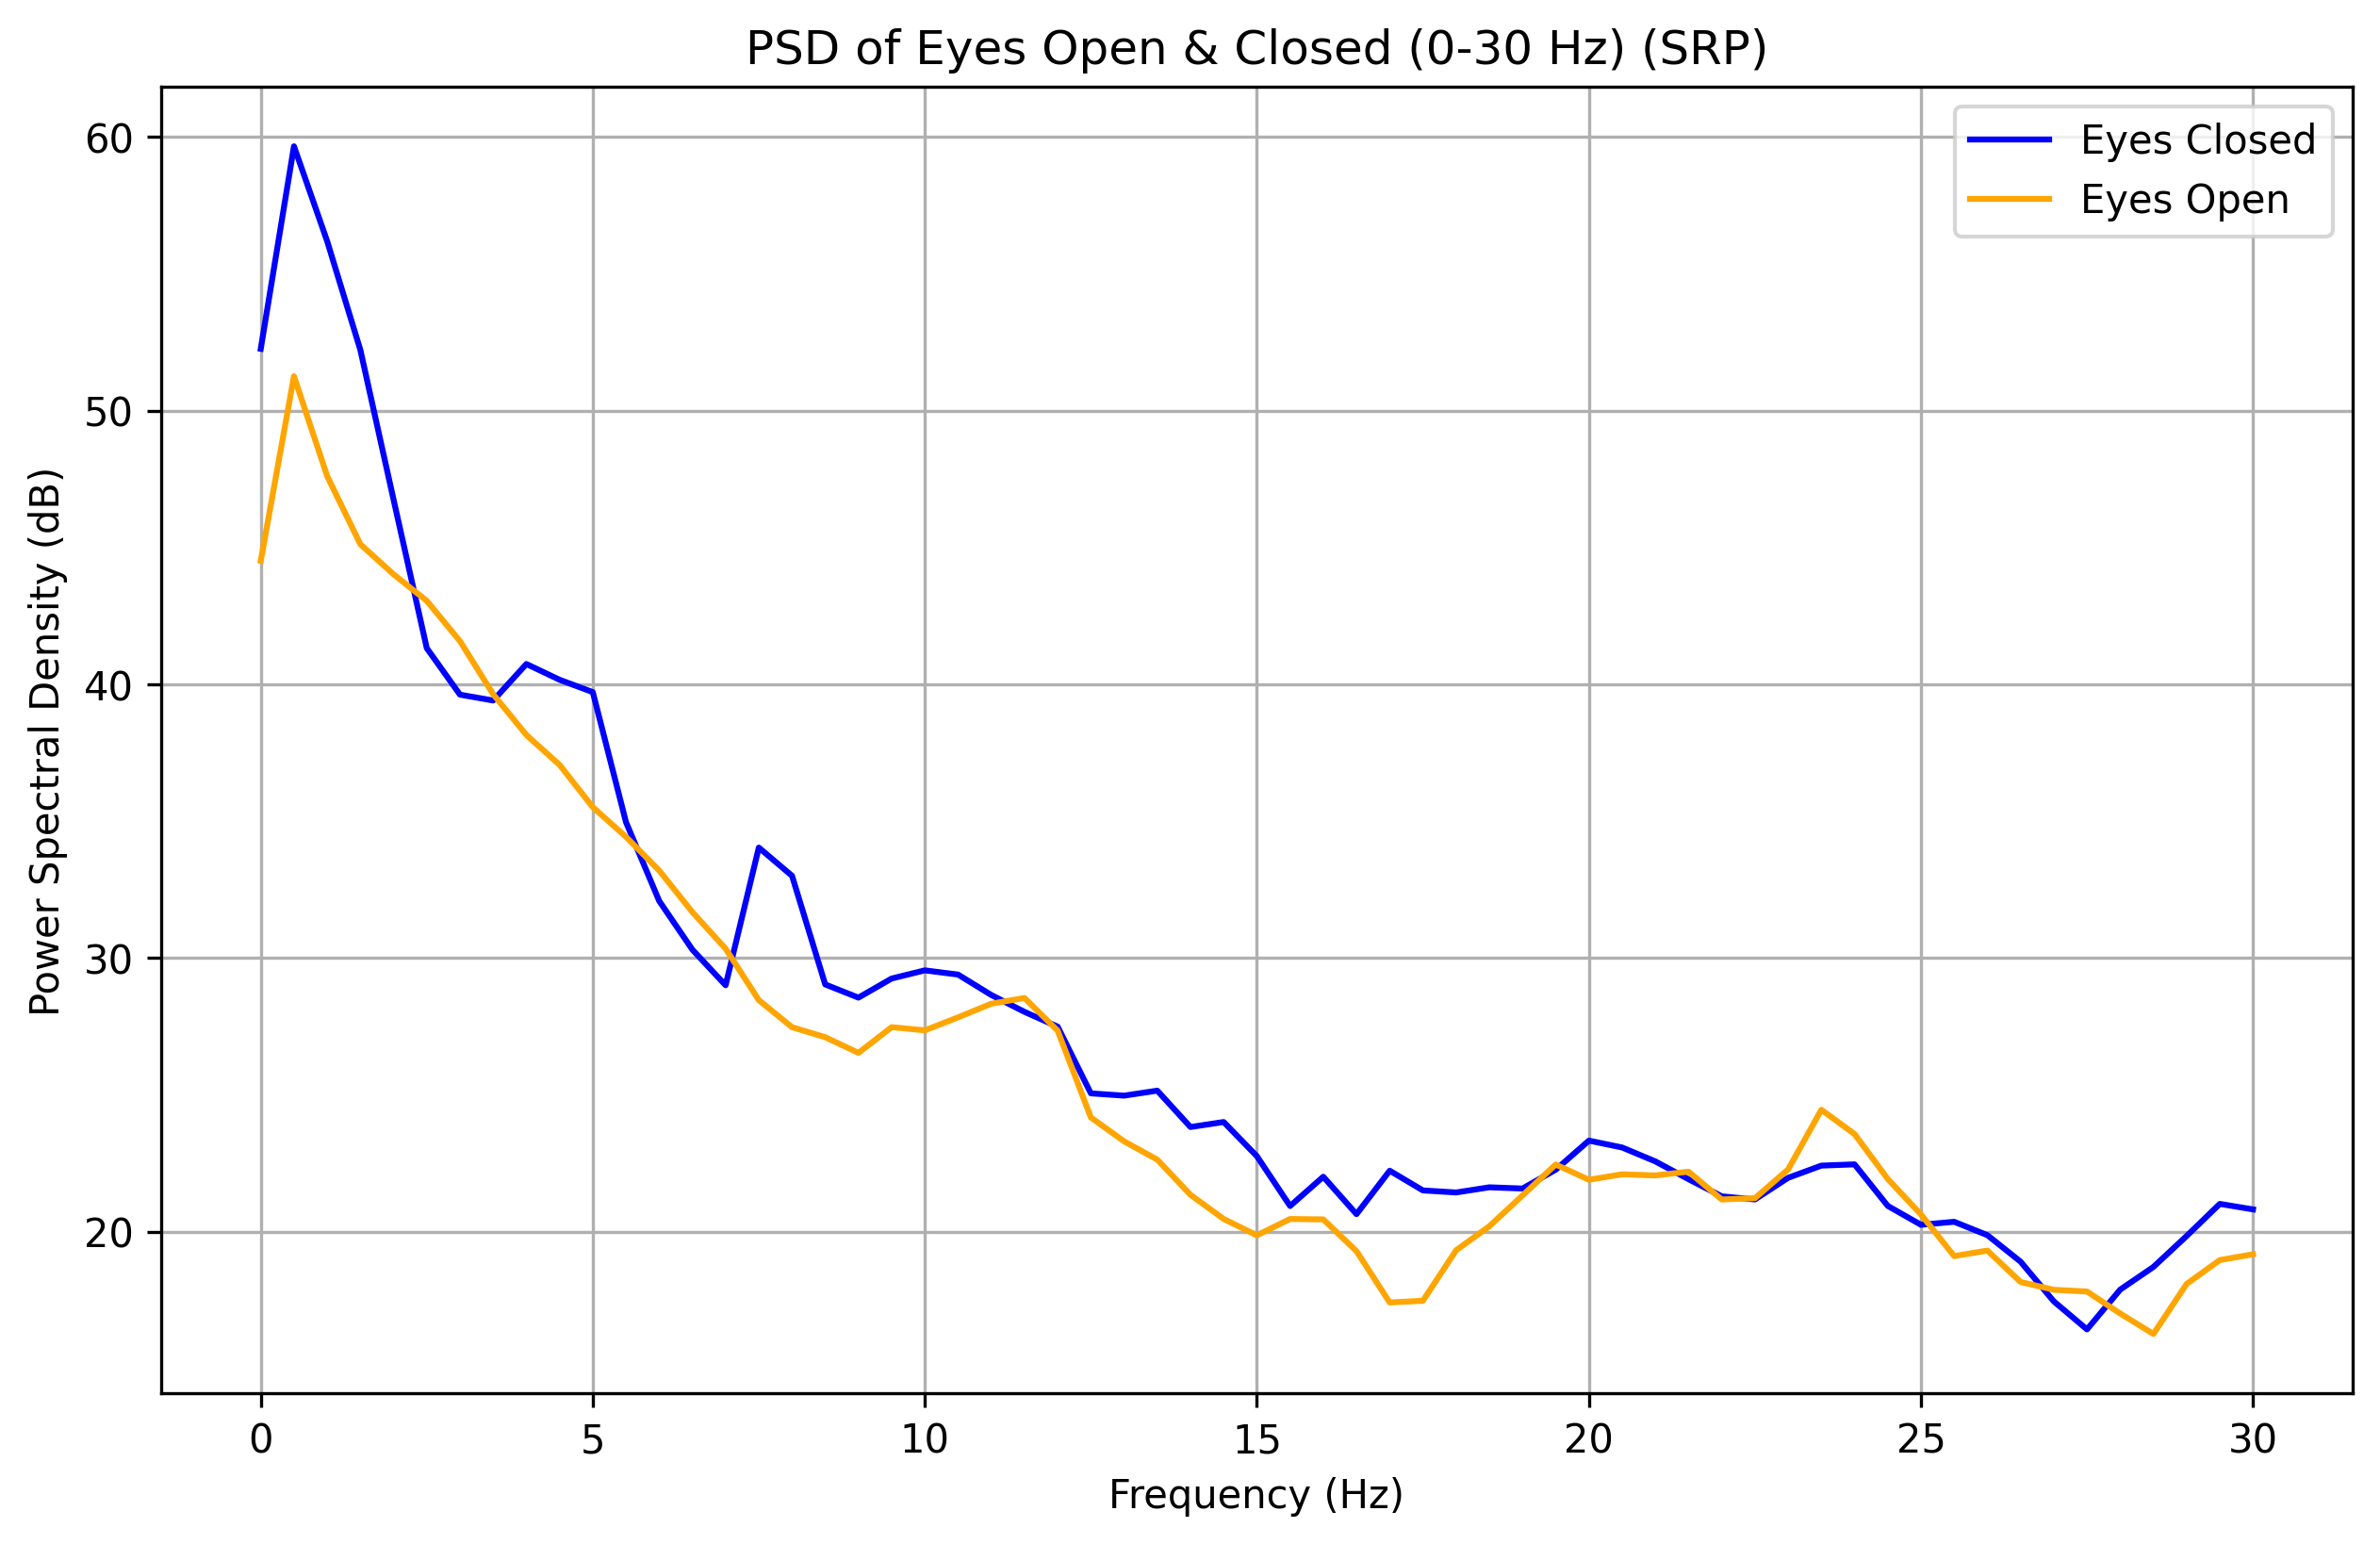 PSD of Eyes Open & Closed (0-30 Hz) (SRP)
Eyes Closed
Eyes Open
Power Spectral Density (dB)
60
50
40
30
20
0 5 10 15 20 25 30
Frequency (Hz)